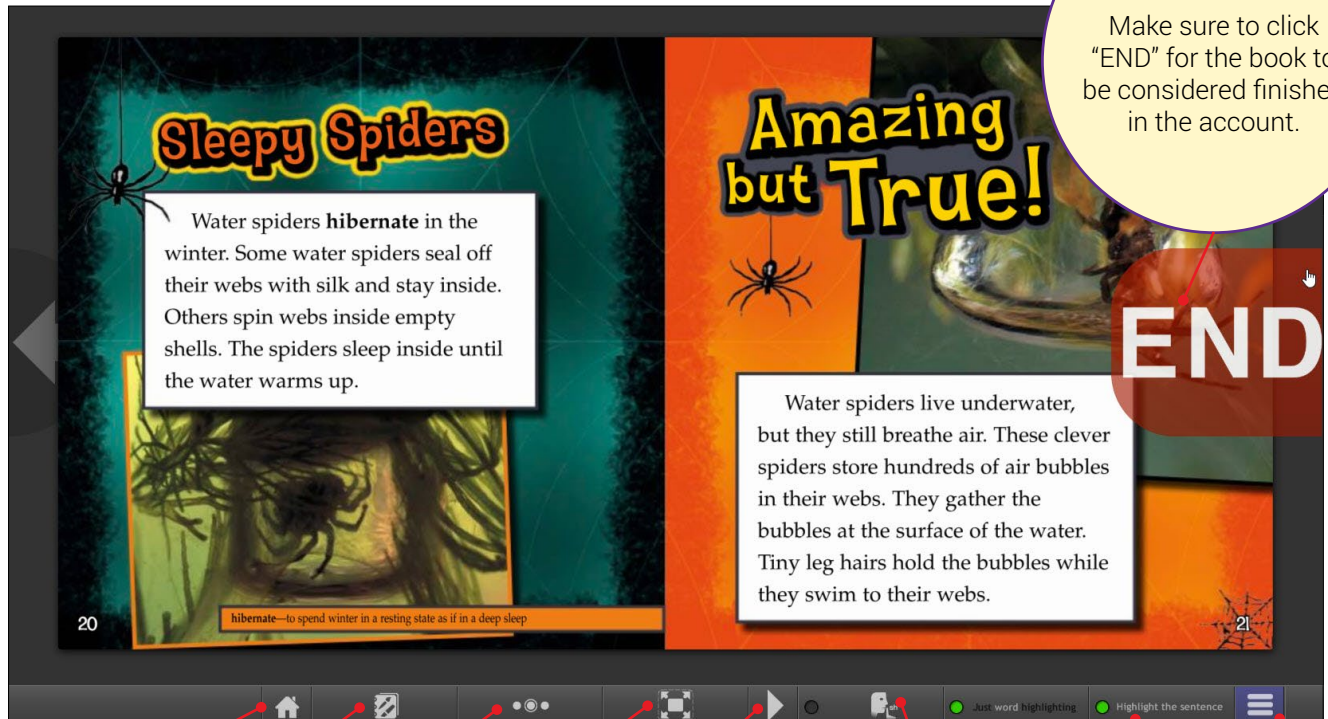 Make sure to click
“END” for the book to
be considered finishe
in the account.
Sleepy Spiders
Water spiders hibernate in the
winter. Some water spiders seal off
their webs with silk and stay inside.
Others spin webs inside empty
shells. The spiders sleep inside until
the water warms up.
hibernate—to spend winter in a resting state as if in a deep sleep
20
Amazing
but True!
END
Water spiders live underwater,
but they still breathe air. These clever
spiders store hundreds of air bubbles
in their webs. They gather the
bubbles at the surface of the water.
Tiny leg hairs hold the bubbles while
they swim to their webs.
21
Just word highlighting
Highlight the sentence